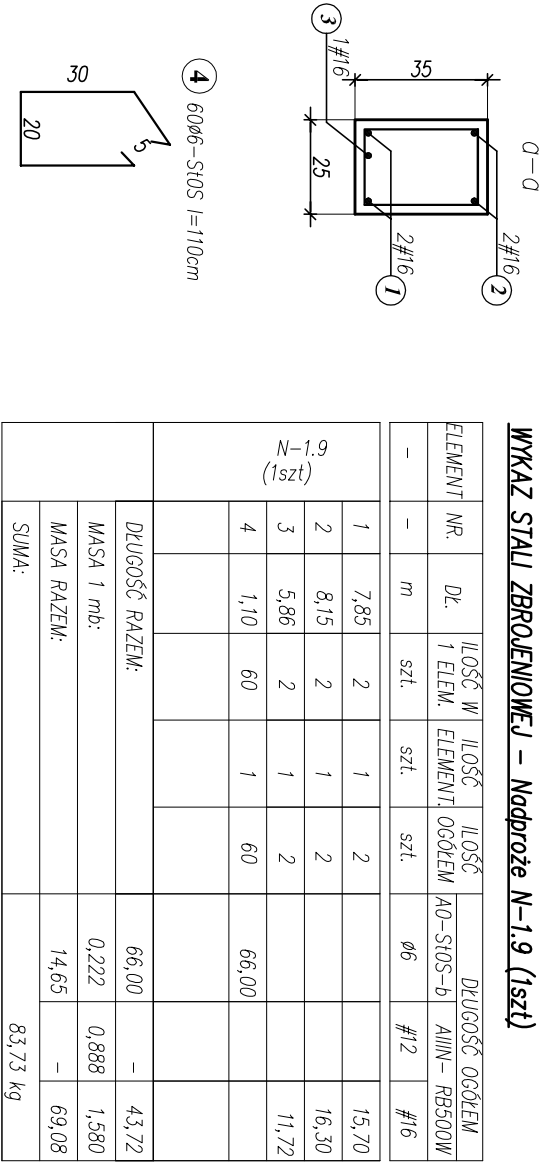 a-a
35
25
2#16
2
2#16
1
1#16
3
4 60ø6-St0S l=110cm
30
20
5
WYKAZ STALI ZBROJENIOWEJ - Nadproże N-1.9 (1szt)
ELEMENT NR. DŁ. ILOŚĆ W 1 ELEM. ILOŚĆ ELEMENT. ILOŚĆ OGÓŁEM DŁUGOŚĆ OGÓŁEM
A0-St0S-b AIIIN- RB500W
- - m szt. szt. szt. ø6 #12 #16
N-1.9
(1szt)
1 7,85 2 1 2 15,70
2 8,15 2 1 2 16,30
3 5,86 2 1 2 11,72
4 1,10 60 1 60 66,00
DŁUGOŚĆ RAZEM: 66,00 - 43,72
MASA 1 mb: 0,222 0,888 1,580
MASA RAZEM: 14,65 - 69,08
SUMA: 83,73 kg